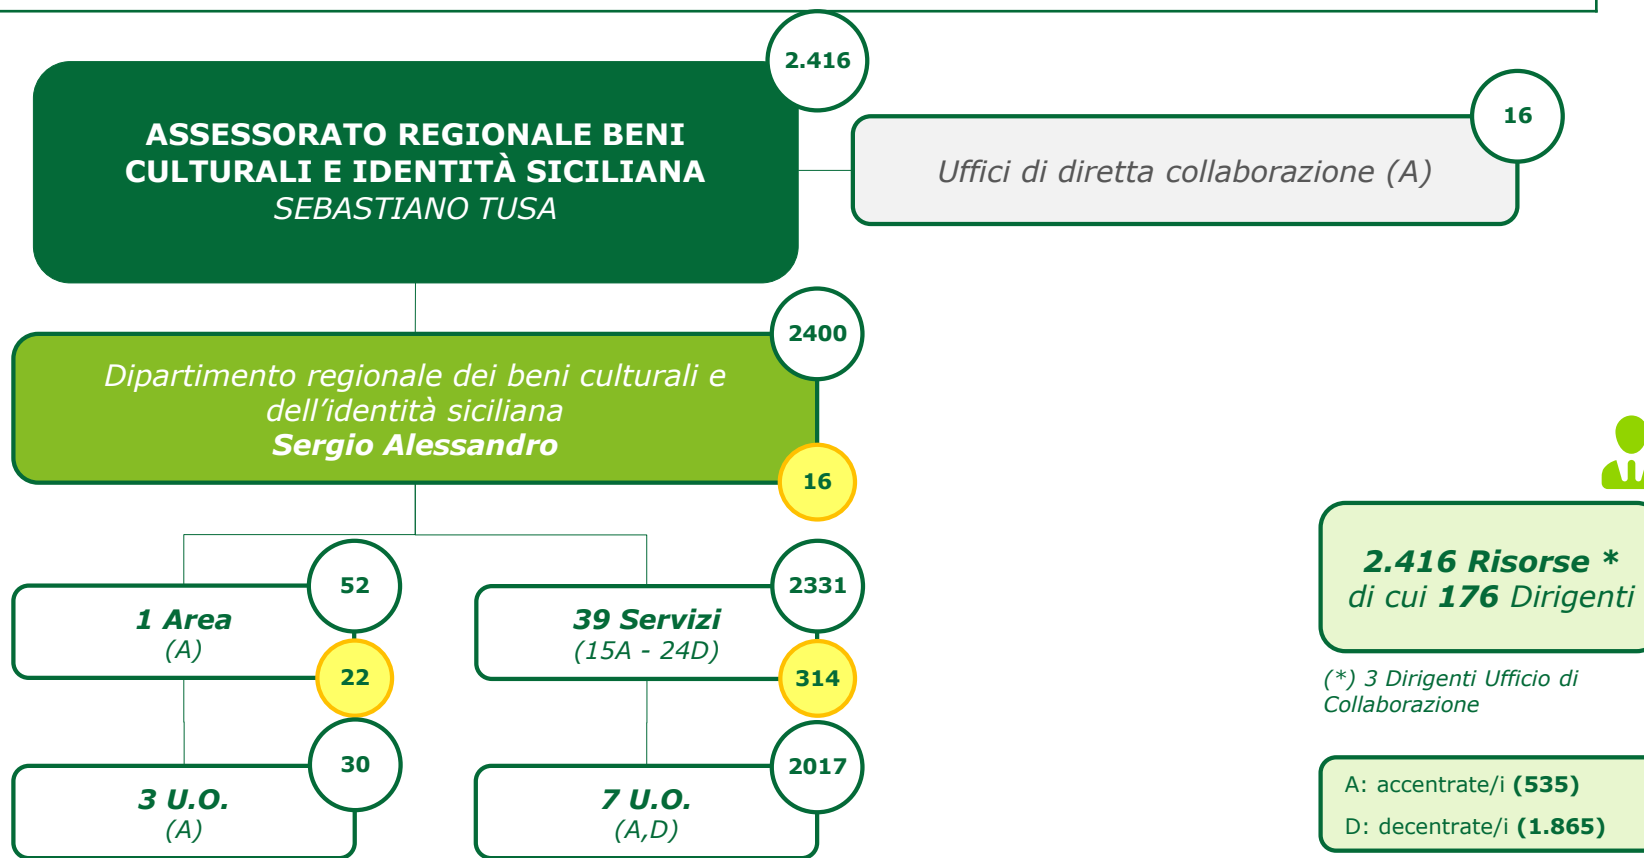 2.416
ASSESSORATO REGIONALE BENI
CULTURALI E IDENTITÀ SICILIANA
SEBASTIANO TUSA
16
Uffici di diretta collaborazione (A)
2400
Dipartimento regionale dei beni culturali e
dell’identità siciliana
Sergio Alessandro
16
52
1 Area
(A)
22
2331
39 Servizi
(15A - 24D)
314
30
3 U.O.
(A)
2017
7 U.O.
(A,D)
2.416 Risorse *
di cui 176 Dirigenti
(*) 3 Dirigenti Ufficio di
Collaborazione
A: accentrate/i (535)
D: decentrate/i (1.865)